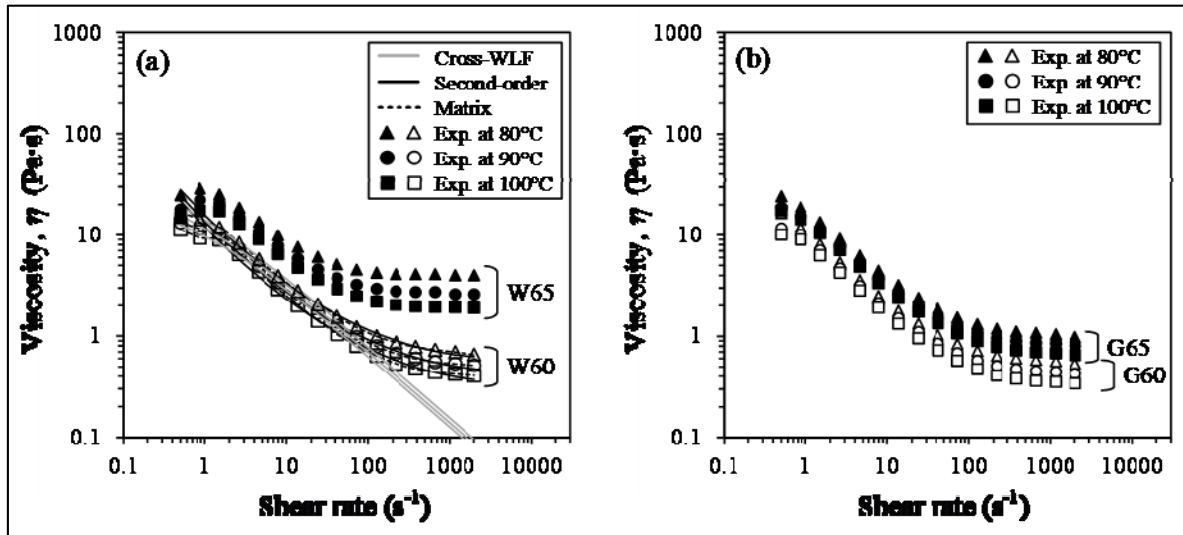 (a)
Viscosity, η (Pa·s)
1000
100
10
1
0.1
0.1 1 10 100 1000 10000
Shear rate (s⁻¹)
Cross-WLF
Second-order
Matrix
Exp. at 80°C
Exp. at 90°C
Exp. at 100°C
W65
W60
(b)
Viscosity, η (Pa·s)
1000
100
10
1
0.1
0.1 1 10 100 1000 10000
Shear rate (s⁻¹)
Exp. at 80°C
Exp. at 90°C
Exp. at 100°C
G65
G60